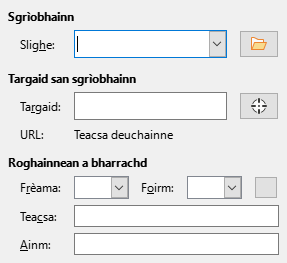 Sgrìobhainn
Slighe:
Targaid san sgrìobhainn
Targaid:
URL: Teacsa deuchainne
Roghainnean a bharrachd
Frèama: Foirm:
Teacsa:
Ainm: